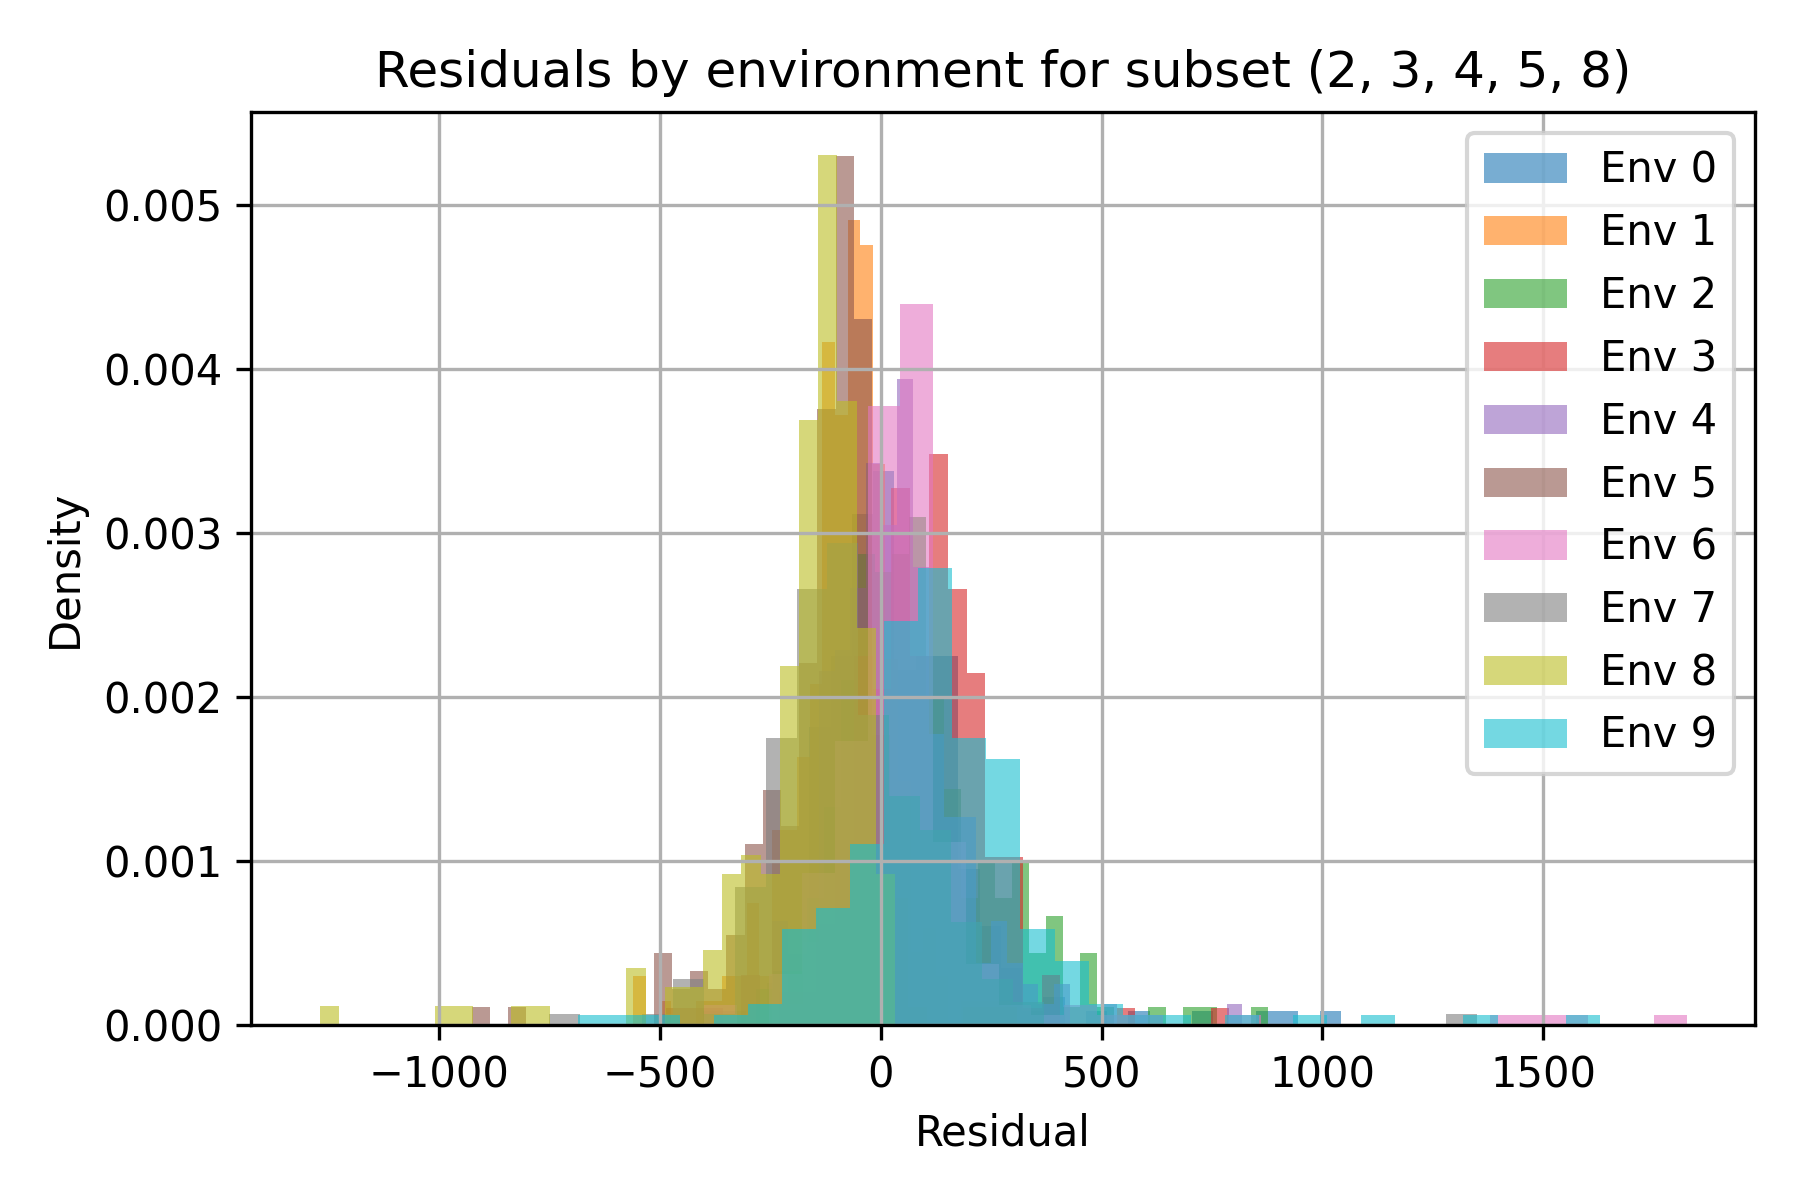 Residuals by environment for subset (2, 3, 4, 5, 8)
Env 0
Env 1
Env 2
Env 3
Env 4
Env 5
Env 6
Env 7
Env 8
Env 9
0.005
0.004
0.003
0.002
0.001
0.000
Density
−1000
−500
0
500
1000
1500
Residual